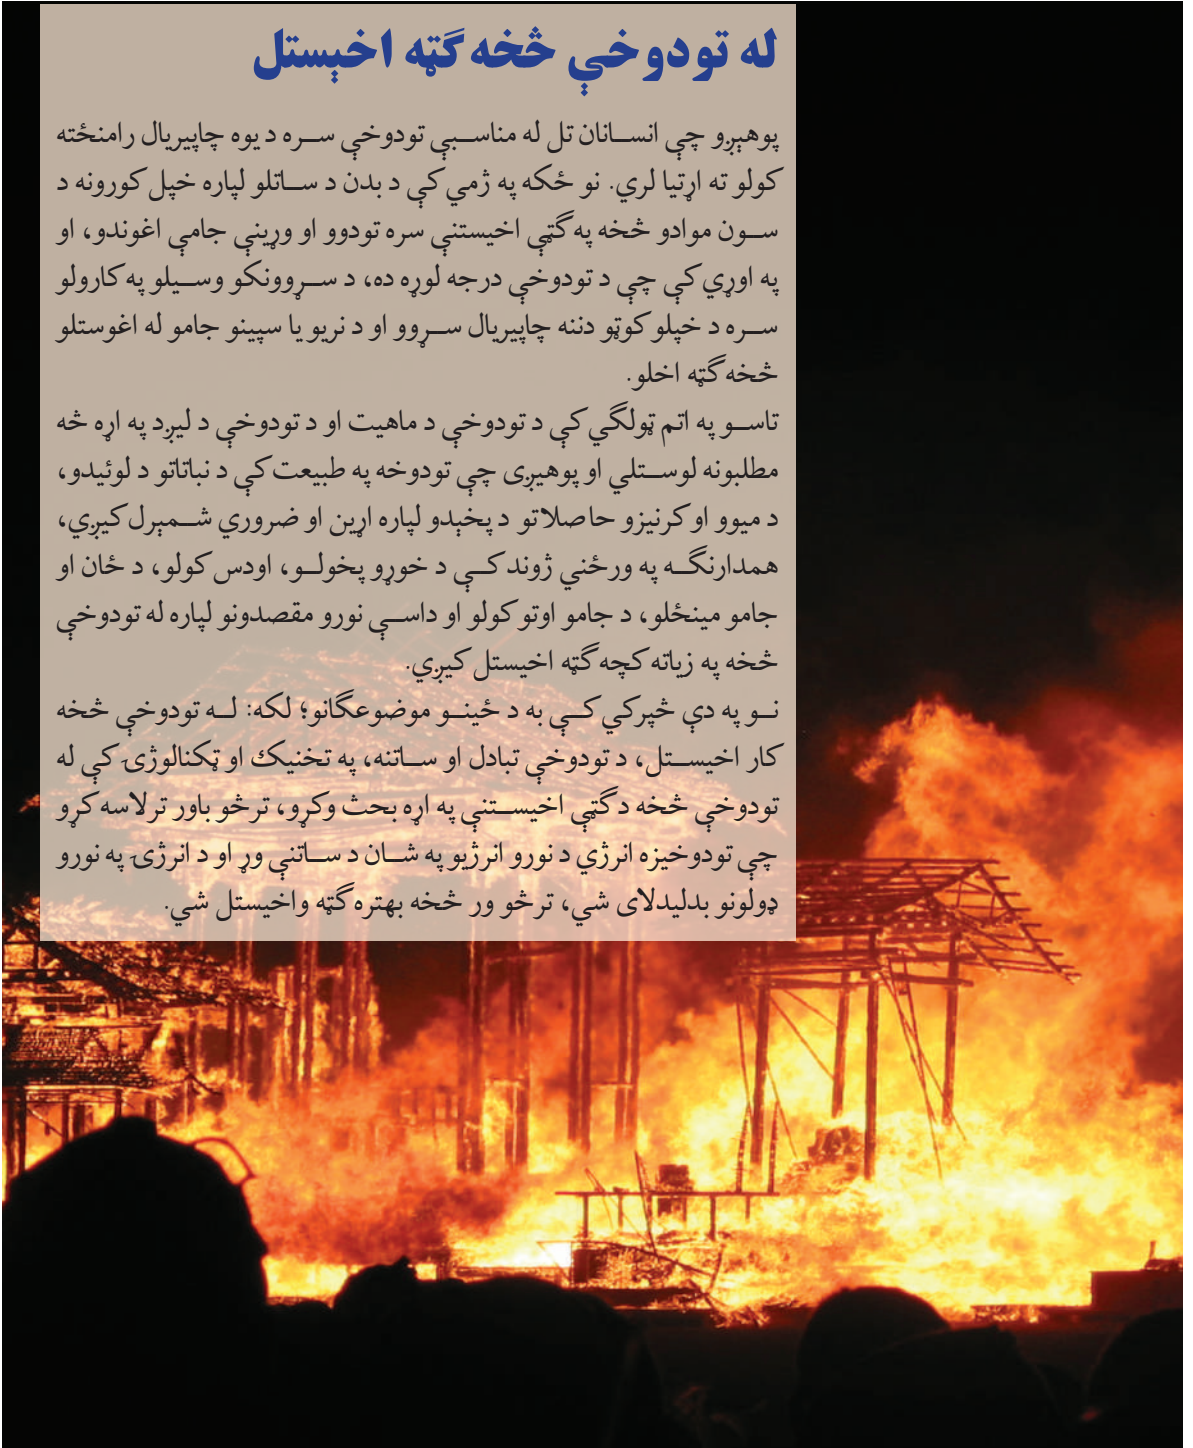 له تودوخې څخه ګټه اخېستل
پوهېږو چې انسانان تل له مناسبې تودوخې سره د يوه چاپيريال رامنځته
کولو ته اړتيا لري. نو ځکه په ژمي کې د بدن د ساتلو لپاره خپل کورونه د
سون موادو څخه په ګټې اخيستنې سره تودوو او وړينې جامې اغوندو، او
په اوړي کې چې د تودوخې درجه لوړه ده، د سړوونکو وسيلو په کارولو
سره د خپلو کوټو دننه چاپيريال سړوو او د نريو يا سپينو جامو له اغوستلو
څخه ګټه اخلو.
تاسو په اتم ټولګي کې د تودوخې د ماهيت او د تودوخې د ليږد په اړه څه
مطلبونه لوستلي او پوهيږی چې تودوخه په طبيعت کې د نباتاتو د لوئيدو،
د ميوو او کرنيزو حاصلاتو د پخېدو لپاره اړين او ضروري شمېرل کيږي،
همدارنګه په ورځني ژوند کې د خوړو پخولو، اودس کولو، د ځان او
جامو مينځلو، د جامو اوتو کولو او داسې نورو مقصدونو لپاره له تودوخې
څخه په زياته کچه ګټه اخيستل کيږي.
نو په دې څپرکي کې به د ځينو موضوعګانو؛ لکه: له تودوخې څخه
کار اخيستل، د تودوخې تبادل او ساتنه، په تخنيک او ټکنالوژۍ کې له
تودوخې څخه د ګټې اخيستنې په اړه بحث وکړو، ترڅو باور ترلاسه کړو
چې تودوخيزه انرژي د نورو انرژيو په شان د ساتنې وړ او د انرژۍ په نورو
ډولونو بدليدلای شي، ترڅو ور څخه بهتره ګټه واخيستل شي.